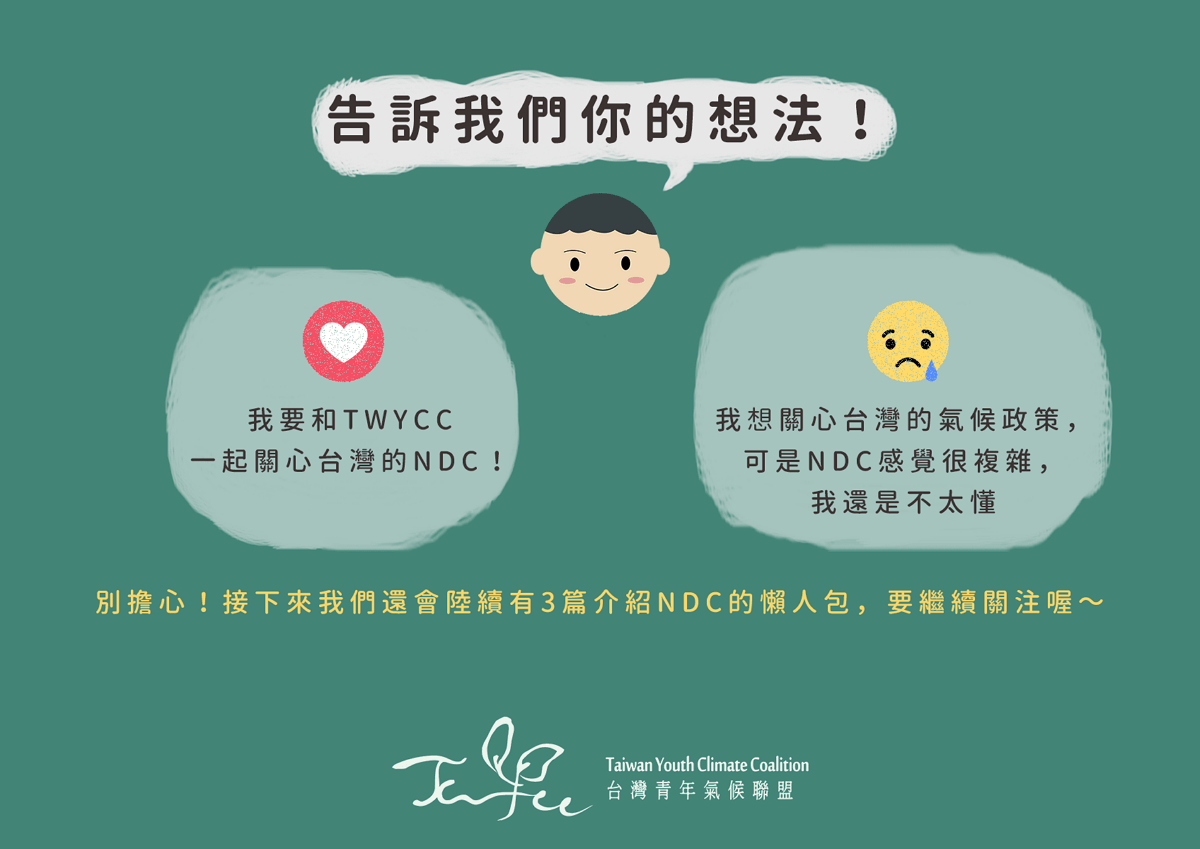 告訴我們你的想法！
我要和TWYCC
一起關心台灣的NDC！
我想關心台灣的氣候政策，
可是NDC感覺很複雜，
我還是不太懂
別擔心！接下來我們還會陸續有3篇介紹NDC的懶人包，要繼續關注喔～
Taiwan Youth Climate Coalition
台灣青年氣候聯盟